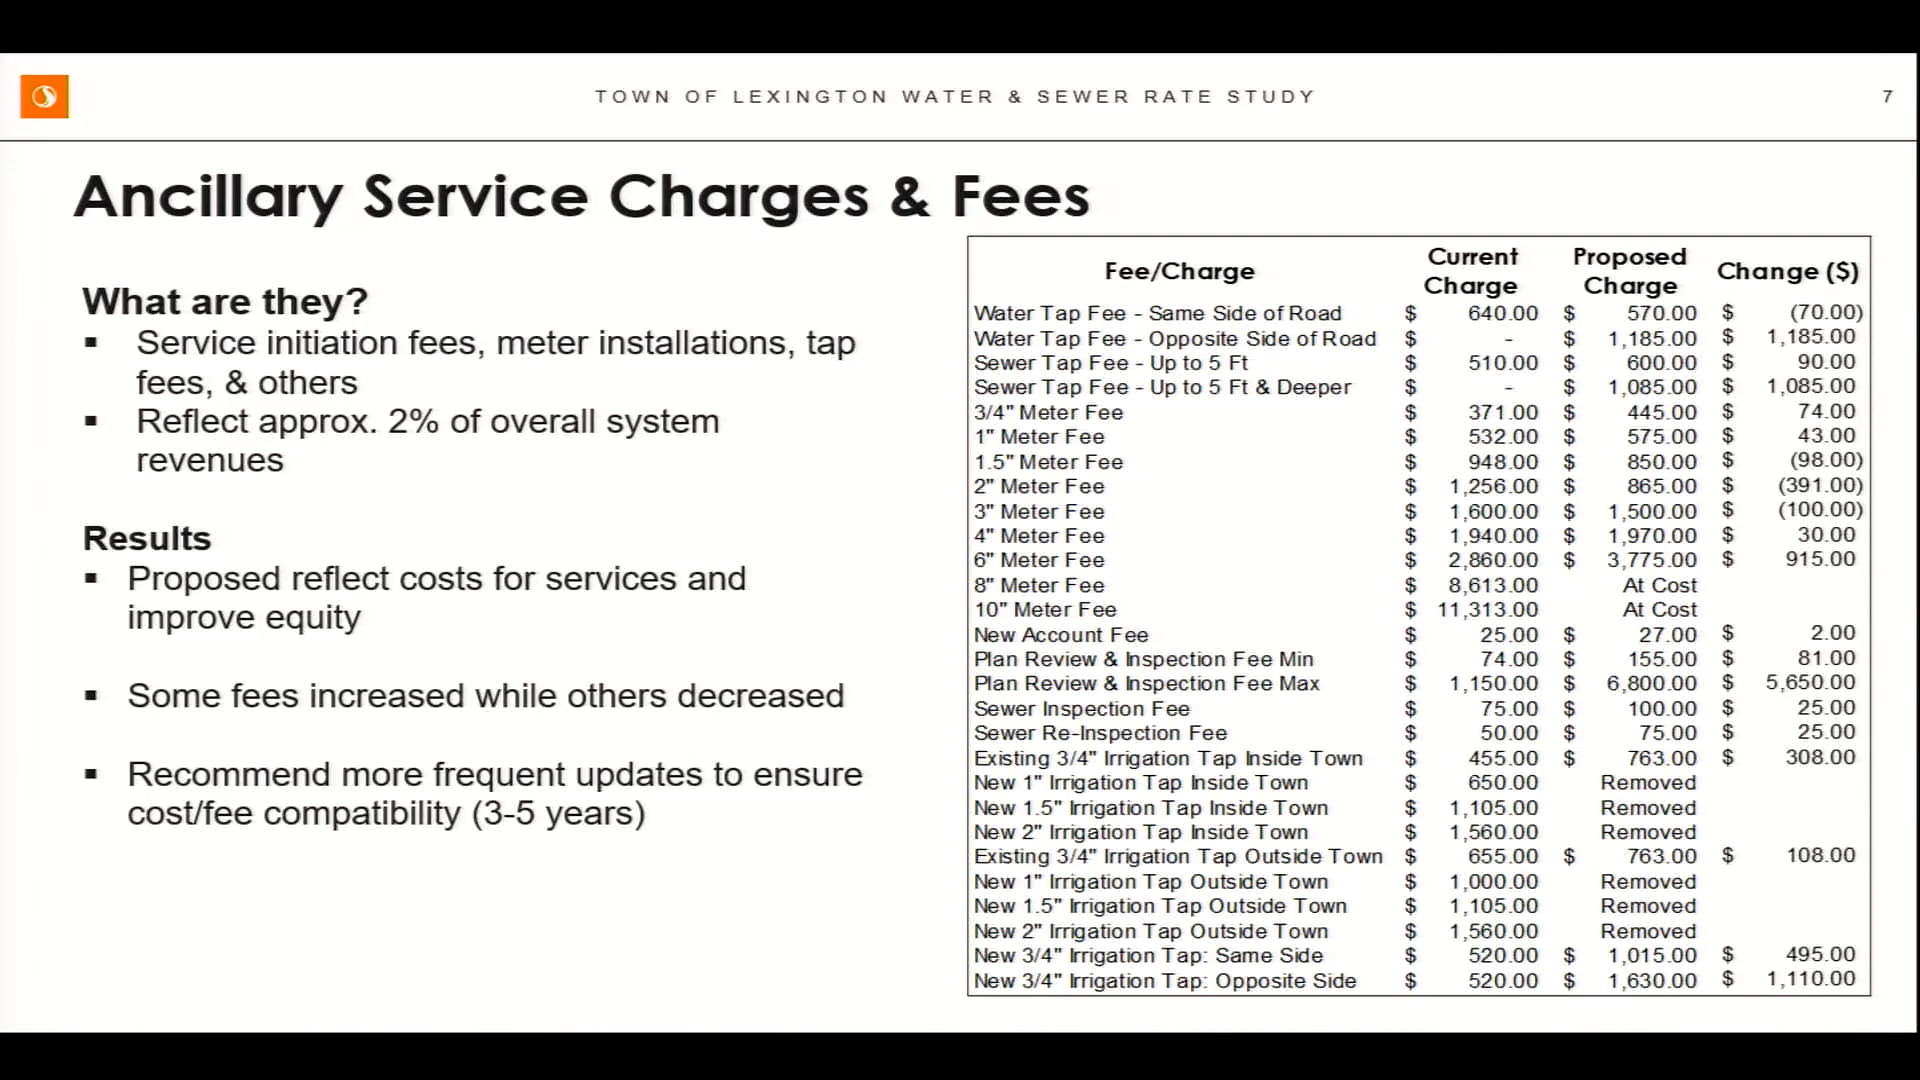 TOWN OF LEXINGTON WATER & SEWER RATE STUDY
7
Ancillary Service Charges & Fees
What are they?
▪ Service initiation fees, meter installations, tap
fees, & others
▪ Reflect approx. 2% of overall system
revenues
Results
▪ Proposed reflect costs for services and
improve equity
▪ Some fees increased while others decreased
▪ Recommend more frequent updates to ensure
cost/fee compatibility (3-5 years)
Fee/Charge Current Charge Proposed Charge Change ($)
Water Tap Fee - Same Side of Road $ 640.00 $ 570.00 $ (70.00)
Water Tap Fee - Opposite Side of Road $ - $ 1,185.00 $ 1,185.00
Sewer Tap Fee - Up to 5 Ft $ 510.00 $ 600.00 $ 90.00
Sewer Tap Fee - Up to 5 Ft & Deeper $ - $ 1,085.00 $ 1,085.00
3/4" Meter Fee $ 371.00 $ 445.00 $ 74.00
1" Meter Fee $ 532.00 $ 575.00 $ 43.00
1.5" Meter Fee $ 948.00 $ 850.00 $ (98.00)
2" Meter Fee $ 1,256.00 $ 865.00 $ (391.00)
3" Meter Fee $ 1,600.00 $ 1,500.00 $ (100.00)
4" Meter Fee $ 1,940.00 $ 1,970.00 $ 30.00
6" Meter Fee $ 2,860.00 $ 3,775.00 $ 915.00
8" Meter Fee $ 8,613.00 At Cost
10" Meter Fee $ 11,313.00 At Cost
New Account Fee $ 25.00 $ 27.00 $ 2.00
Plan Review & Inspection Fee Min $ 74.00 $ 155.00 $ 81.00
Plan Review & Inspection Fee Max $ 1,150.00 $ 6,800.00 $ 5,650.00
Sewer Inspection Fee $ 75.00 $ 100.00 $ 25.00
Sewer Re-Inspection Fee $ 50.00 $ 75.00 $ 25.00
Existing 3/4" Irrigation Tap Inside Town $ 455.00 $ 763.00 $ 308.00
New 1" Irrigation Tap Inside Town $ 650.00 Removed
New 1.5" Irrigation Tap Inside Town $ 1,105.00 Removed
New 2" Irrigation Tap Inside Town $ 1,560.00 Removed
Existing 3/4" Irrigation Tap Outside Town $ 655.00 $ 763.00 $ 108.00
New 1" Irrigation Tap Outside Town $ 1,000.00 Removed
New 1.5" Irrigation Tap Outside Town $ 1,105.00 Removed
New 2" Irrigation Tap Outside Town $ 1,560.00 Removed
New 3/4" Irrigation Tap: Same Side $ 520.00 $ 1,015.00 $ 495.00
New 3/4" Irrigation Tap: Opposite Side $ 520.00 $ 1,630.00 $ 1,110.00